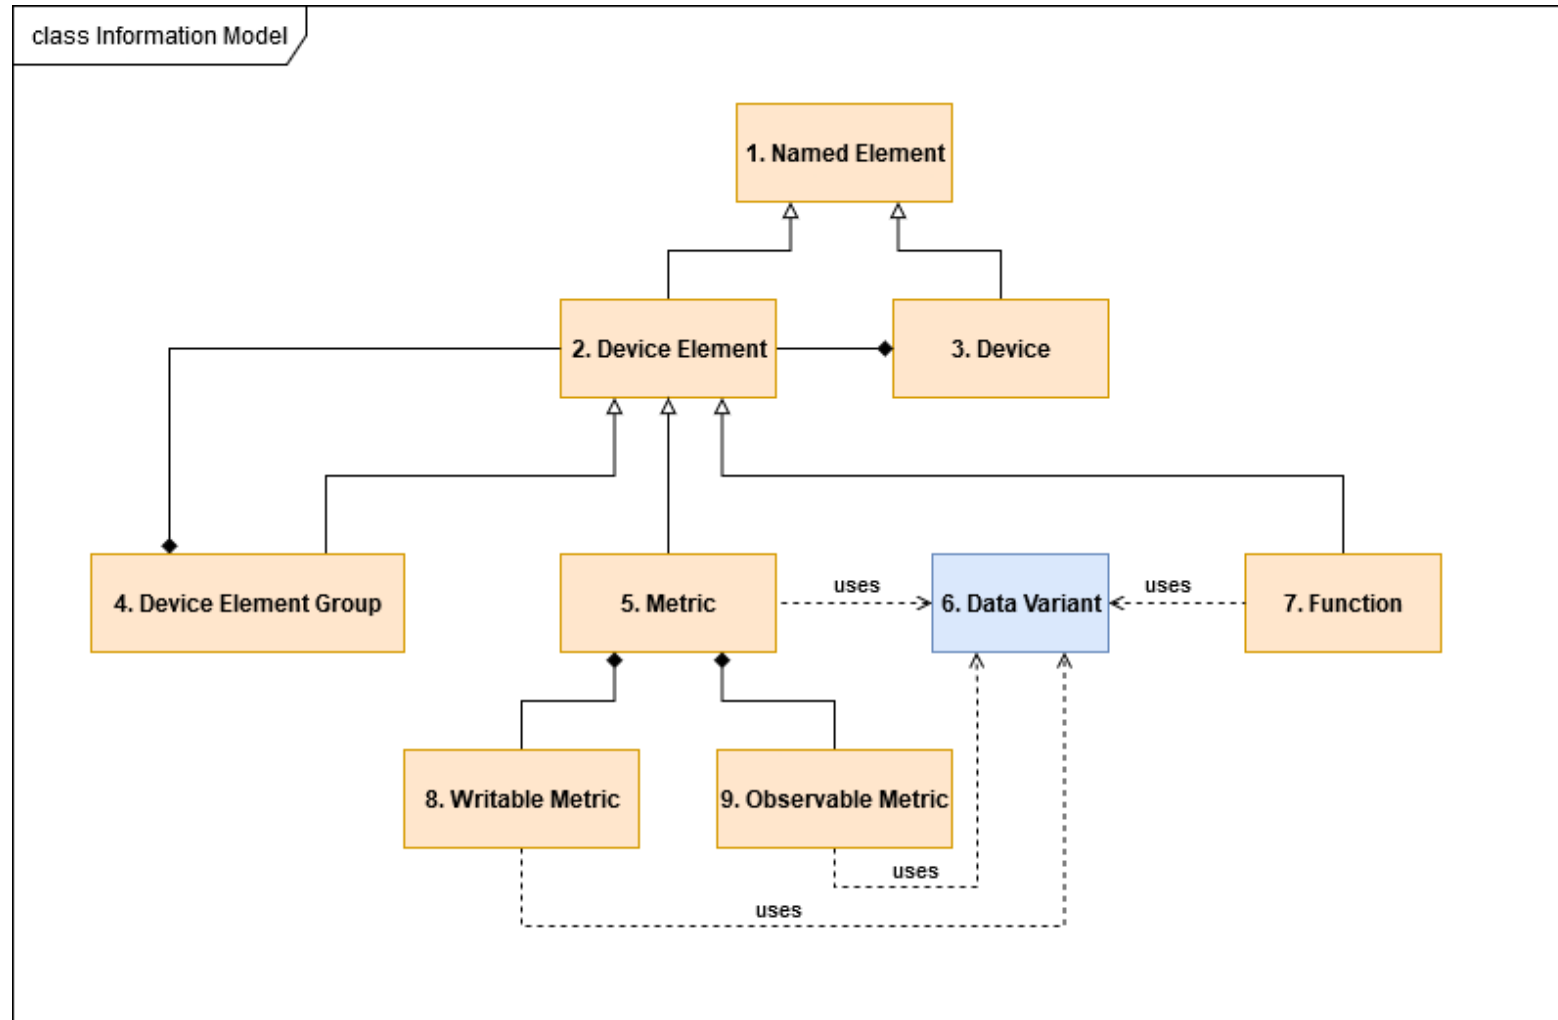 class Information Model
1. Named Element
2. Device Element
3. Device
4. Device Element Group
5. Metric
uses
6. Data Variant
uses
7. Function
8. Writable Metric
9. Observable Metric
uses
uses